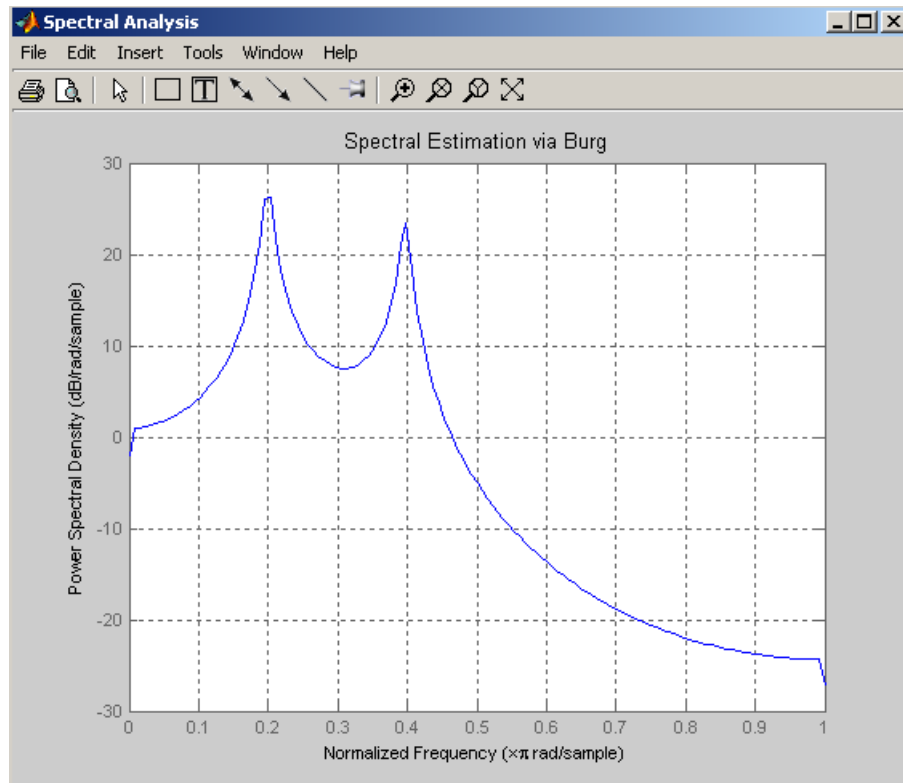 Spectral Analysis
File Edit Insert Tools Window Help
T
Spectral Estimation via Burg
Power Spectral Density (dB/rad/sample)
30
20
10
0
-10
-20
-30
0 0.1 0.2 0.3 0.4 0.5 0.6 0.7 0.8 0.9 1
Normalized Frequency (×π rad/sample)